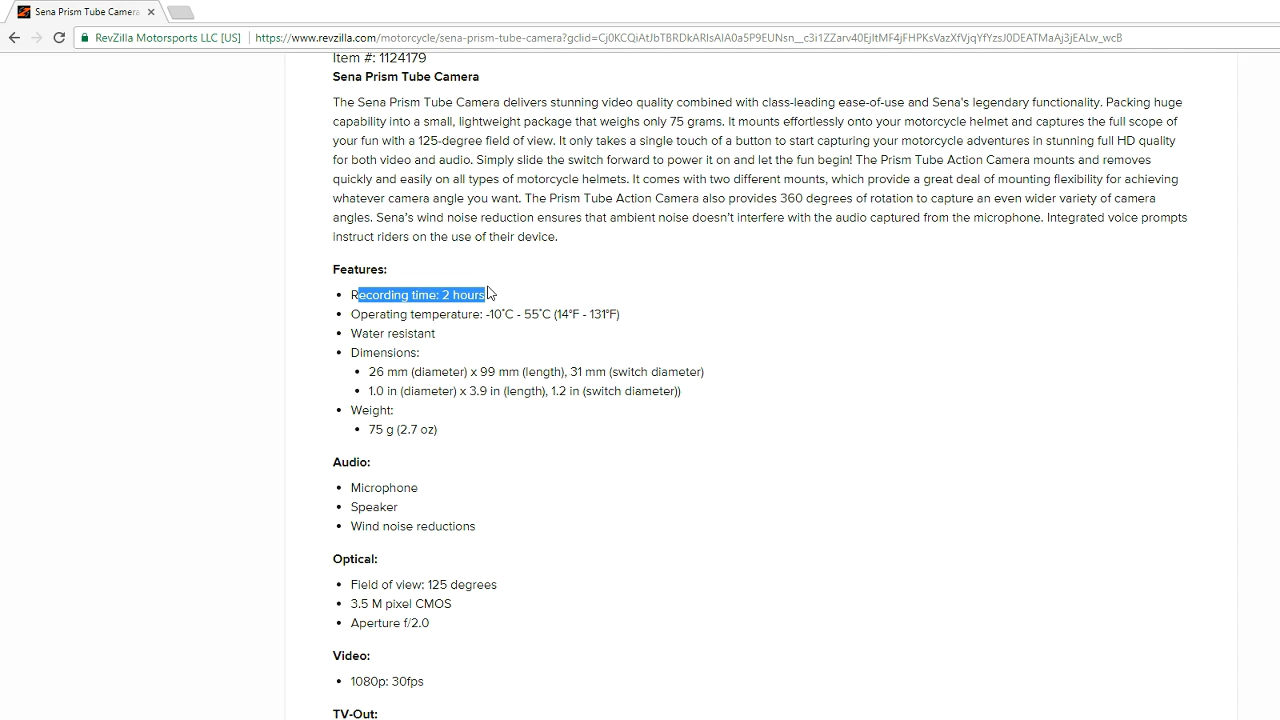 Sena Prism Tube Camera
RevZilla Motorsports LLC [US] https://www.revzilla.com/motorcycle/sena-prism-tube-camera?gclid=Cj0KCQiAtJbTBRDkARIsAIA0a5P9EUNsn__c3i1ZZarv40EjItMF4jFHPKsVazXfVjqYfYzsJ0DEATMaAj3jEALw_wcB
Item #: 1124179
Sena Prism Tube Camera
The Sena Prism Tube Camera delivers stunning video quality combined with class-leading ease-of-use and Sena's legendary functionality. Packing huge
capability into a small, lightweight package that weighs only 75 grams. It mounts effortlessly onto your motorcycle helmet and captures the full scope of
your fun with a 125-degree field of view. It only takes a single touch of a button to start capturing your motorcycle adventures in stunning full HD quality
for both video and audio. Simply slide the switch forward to power it on and let the fun begin! The Prism Tube Action Camera mounts and removes
quickly and easily on all types of motorcycle helmets. It comes with two different mounts, which provide a great deal of mounting flexibility for achieving
whatever camera angle you want. The Prism Tube Action Camera also provides 360 degrees of rotation to capture an even wider variety of camera
angles. Sena's wind noise reduction ensures that ambient noise doesn't interfere with the audio captured from the microphone. Integrated voice prompts
instruct riders on the use of their device.
Features:
• Recording time: 2 hours
• Operating temperature: -10˚C - 55˚C (14°F - 131°F)
• Water resistant
• Dimensions:
• 26 mm (diameter) x 99 mm (length), 31 mm (switch diameter)
• 1.0 in (diameter) x 3.9 in (length), 1.2 in (switch diameter))
• Weight:
• 75 g (2.7 oz)
Audio:
• Microphone
• Speaker
• Wind noise reductions
Optical:
• Field of view: 125 degrees
• 3.5 M pixel CMOS
• Aperture f/2.0
Video:
• 1080p: 30fps
TV-Out: